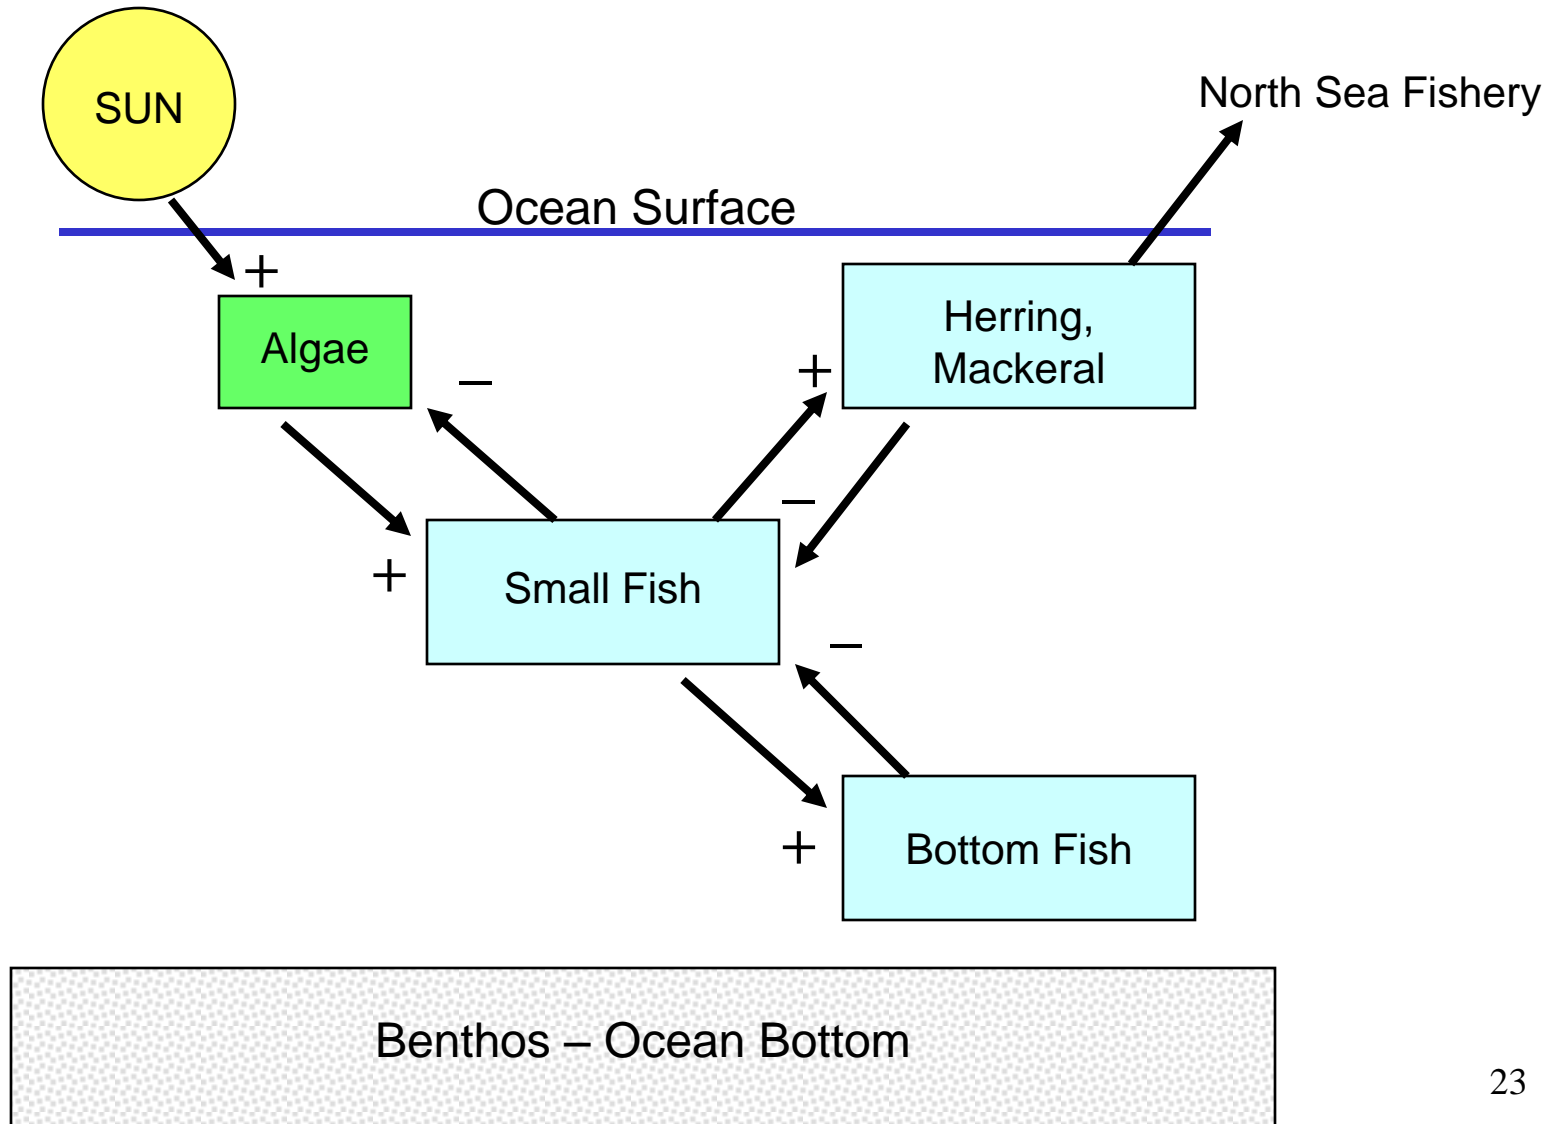 SUN
North Sea Fishery
Ocean Surface
+
Algae
–
+
Herring,
Mackeral
+
–
Small Fish
–
+
Bottom Fish
Benthos – Ocean Bottom
23